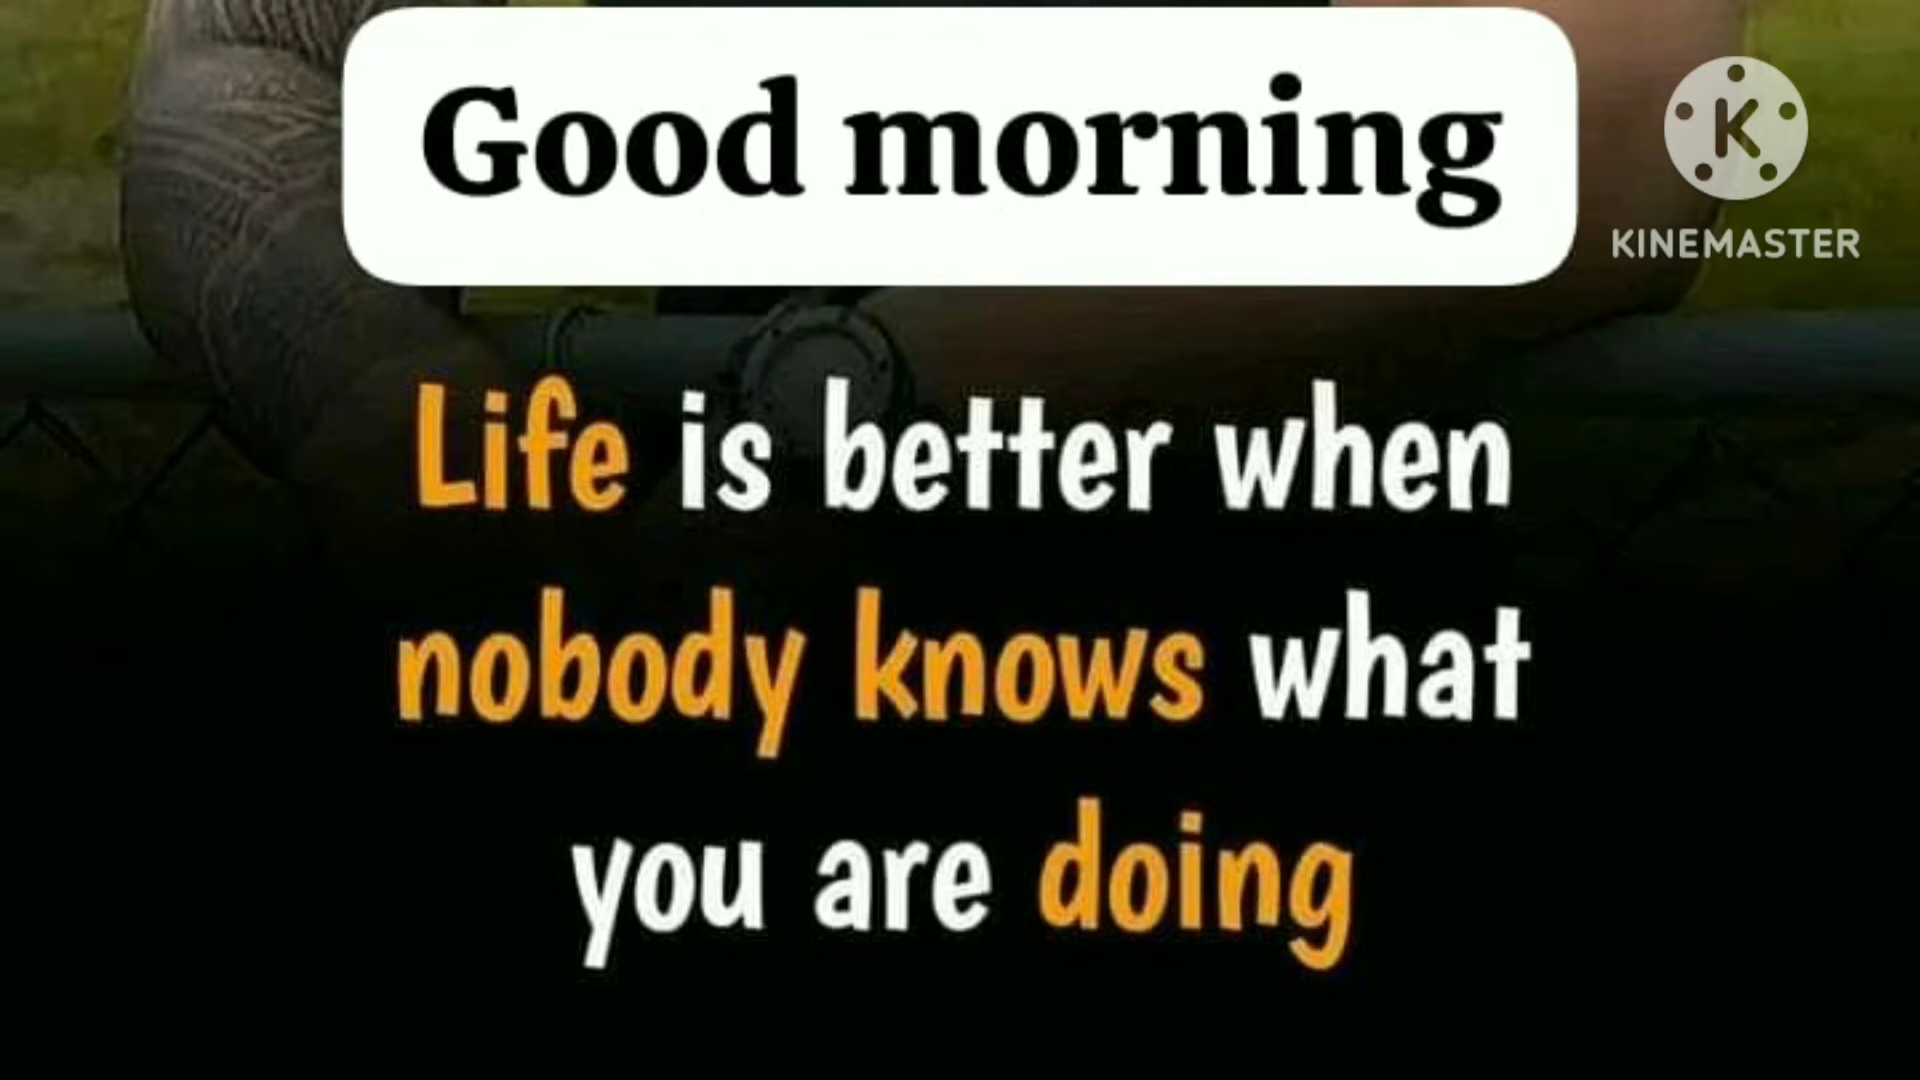 Good morning
KINEMASTER
Life is better when
nobody knows what
you are doing